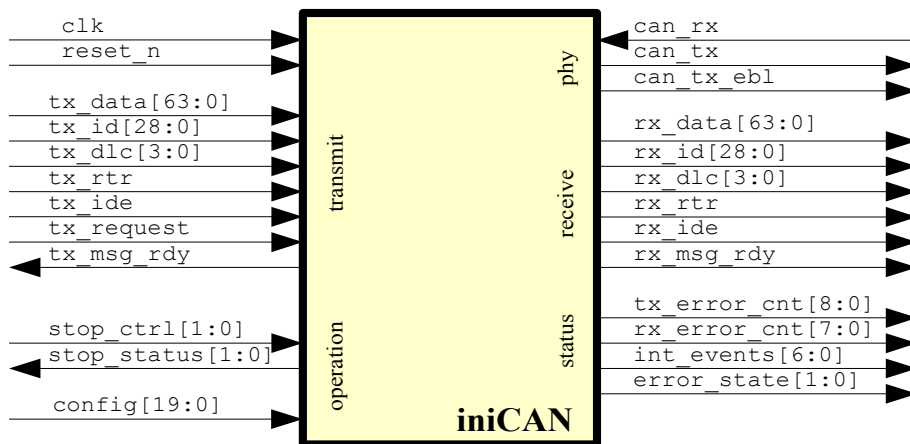 clk
reset_n
tx_data[63:0]
tx_id[28:0]
tx_dlc[3:0]
tx_rtr
tx_ide
tx_request
tx_msg_rdy
stop_ctrl[1:0]
stop_status[1:0]
config[19:0]
transmit
operation
phy
receive
status
iniCAN
can_rx
can_tx
can_tx_ebl
rx_data[63:0]
rx_id[28:0]
rx_dlc[3:0]
rx_rtr
rx_ide
rx_msg_rdy
tx_error_cnt[8:0]
rx_error_cnt[7:0]
int_events[6:0]
error_state[1:0]